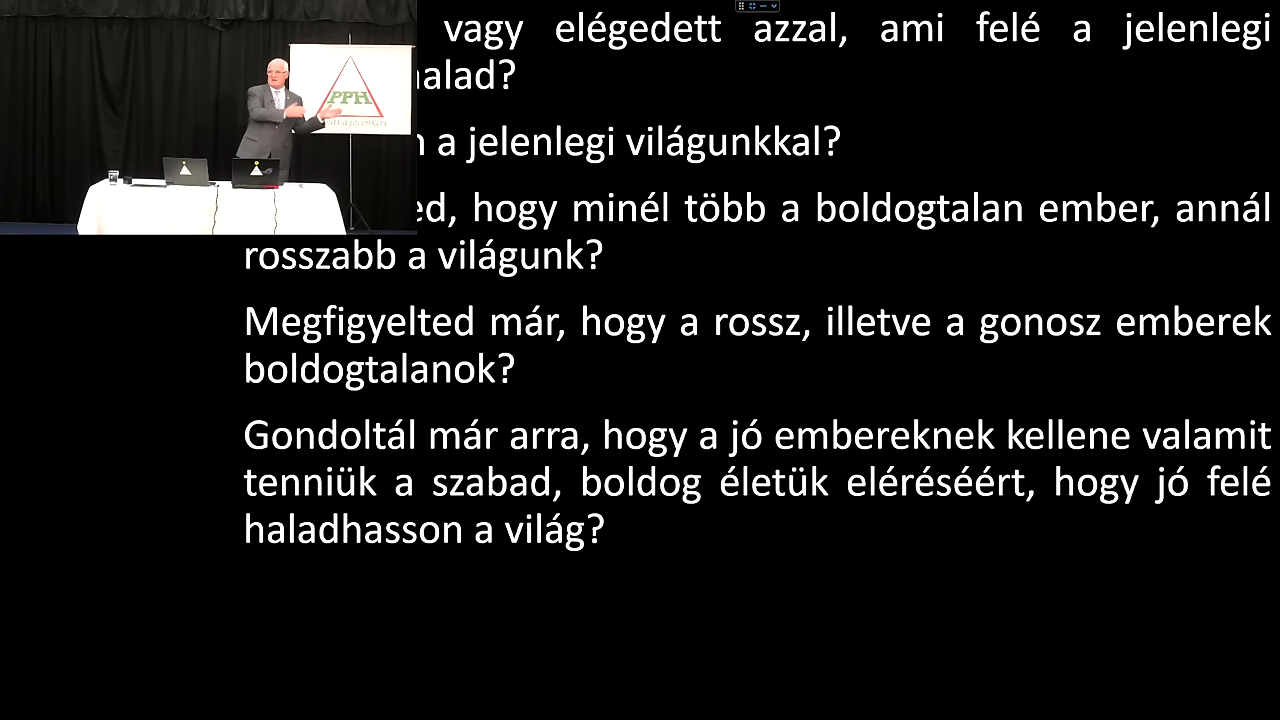 vagy elégedett azzal, ami felé a jelenlegi
halad?
a jelenlegi világunkkal?
hogy minél több a boldogtalan ember, annál
rosszabb a világunk?
Megfigyelted már, hogy a rossz, illetve a gonosz emberek
boldogtalanok?
Gondoltál már arra, hogy a jó embereknek kellene valamit
tenniük a szabad, boldog életük eléréséért, hogy jó felé
haladhasson a világ?
PPH